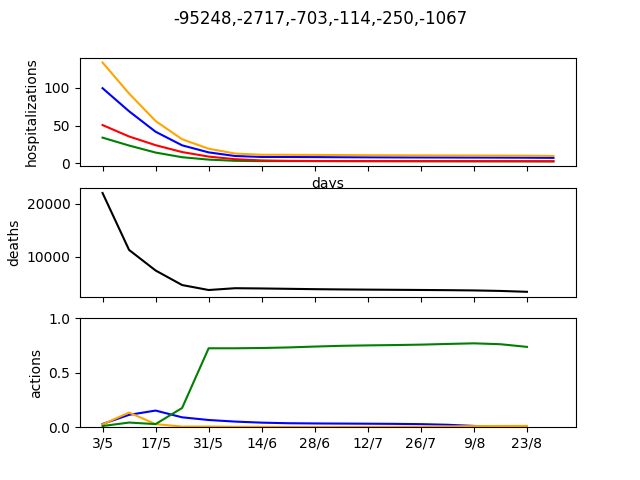 -95248,-2717,-703,-114,-250,-1067
hospitalizations
100
50
0
days
deaths
20000
10000
actions
1.0
0.5
0.0
3/5 17/5 31/5 14/6 28/6 12/7 26/7 9/8 23/8